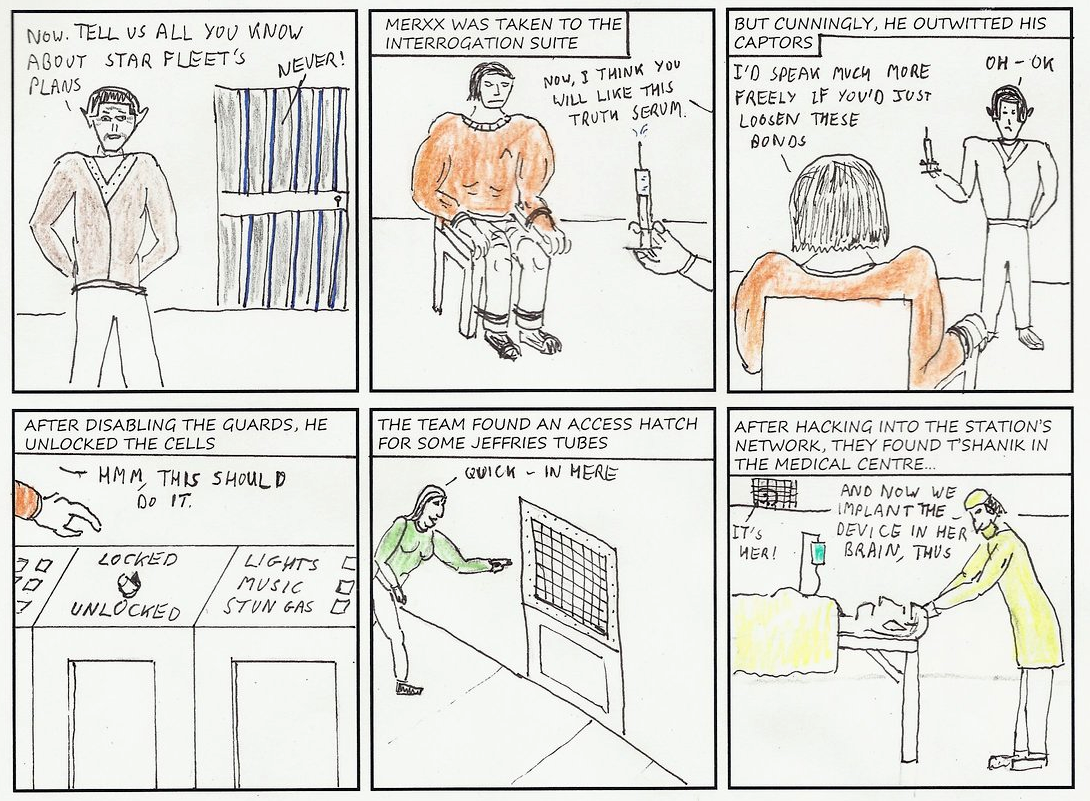 NOW. TELL US ALL YOU KNOW
ABOUT STAR FLEET'S
PLANS
NEVER!
MERXX WAS TAKEN TO THE
INTERROGATION SUITE
NOW, I THINK YOU
WILL LIKE THIS
TRUTH SERUM.
BUT CUNNINGLY, HE OUTWITTED HIS
CAPTORS
I'D SPEAK MUCH MORE
FREELY IF YOU'D JUST
LOOSEN THESE
BONDS
OH - OK
AFTER DISABLING THE GUARDS, HE
UNLOCKED THE CELLS
HMM, THIS SHOULD
DO IT.
LOCKED
UNLOCKED
LIGHTS
MUSIC
STUN GAS
THE TEAM FOUND AN ACCESS HATCH
FOR SOME JEFFRIES TUBES
QUICK - IN HERE
AFTER HACKING INTO THE STATION'S
NETWORK, THEY FOUND T'SHANIK IN
THE MEDICAL CENTRE...
IT'S
HER!
AND NOW WE
IMPLANT THE
DEVICE IN HER
BRAIN, THUS